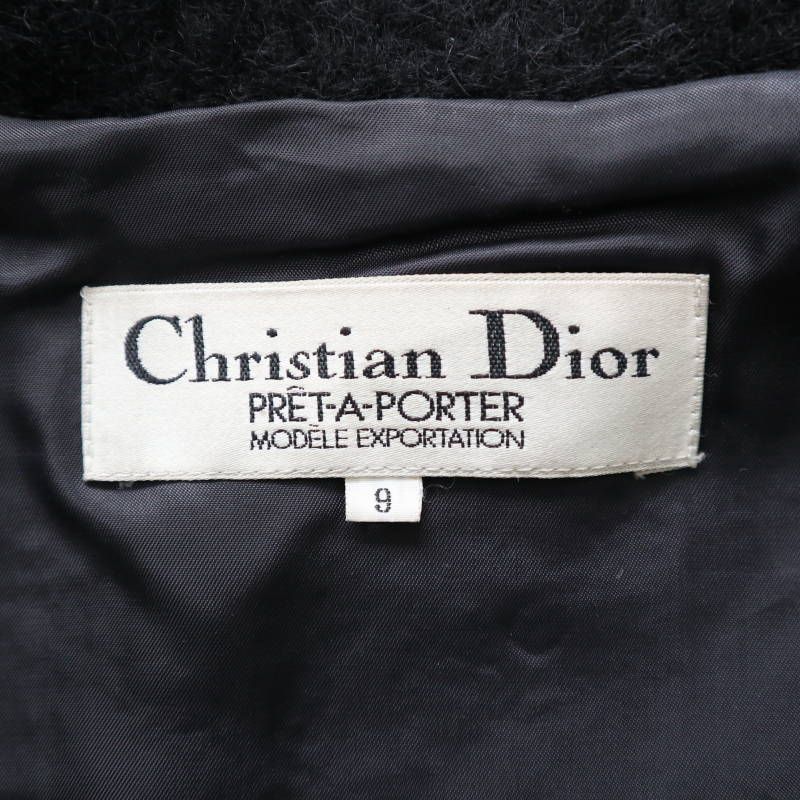 Christian Dior
PRÊT-A-PORTER
MODÈLE EXPORTATION
9